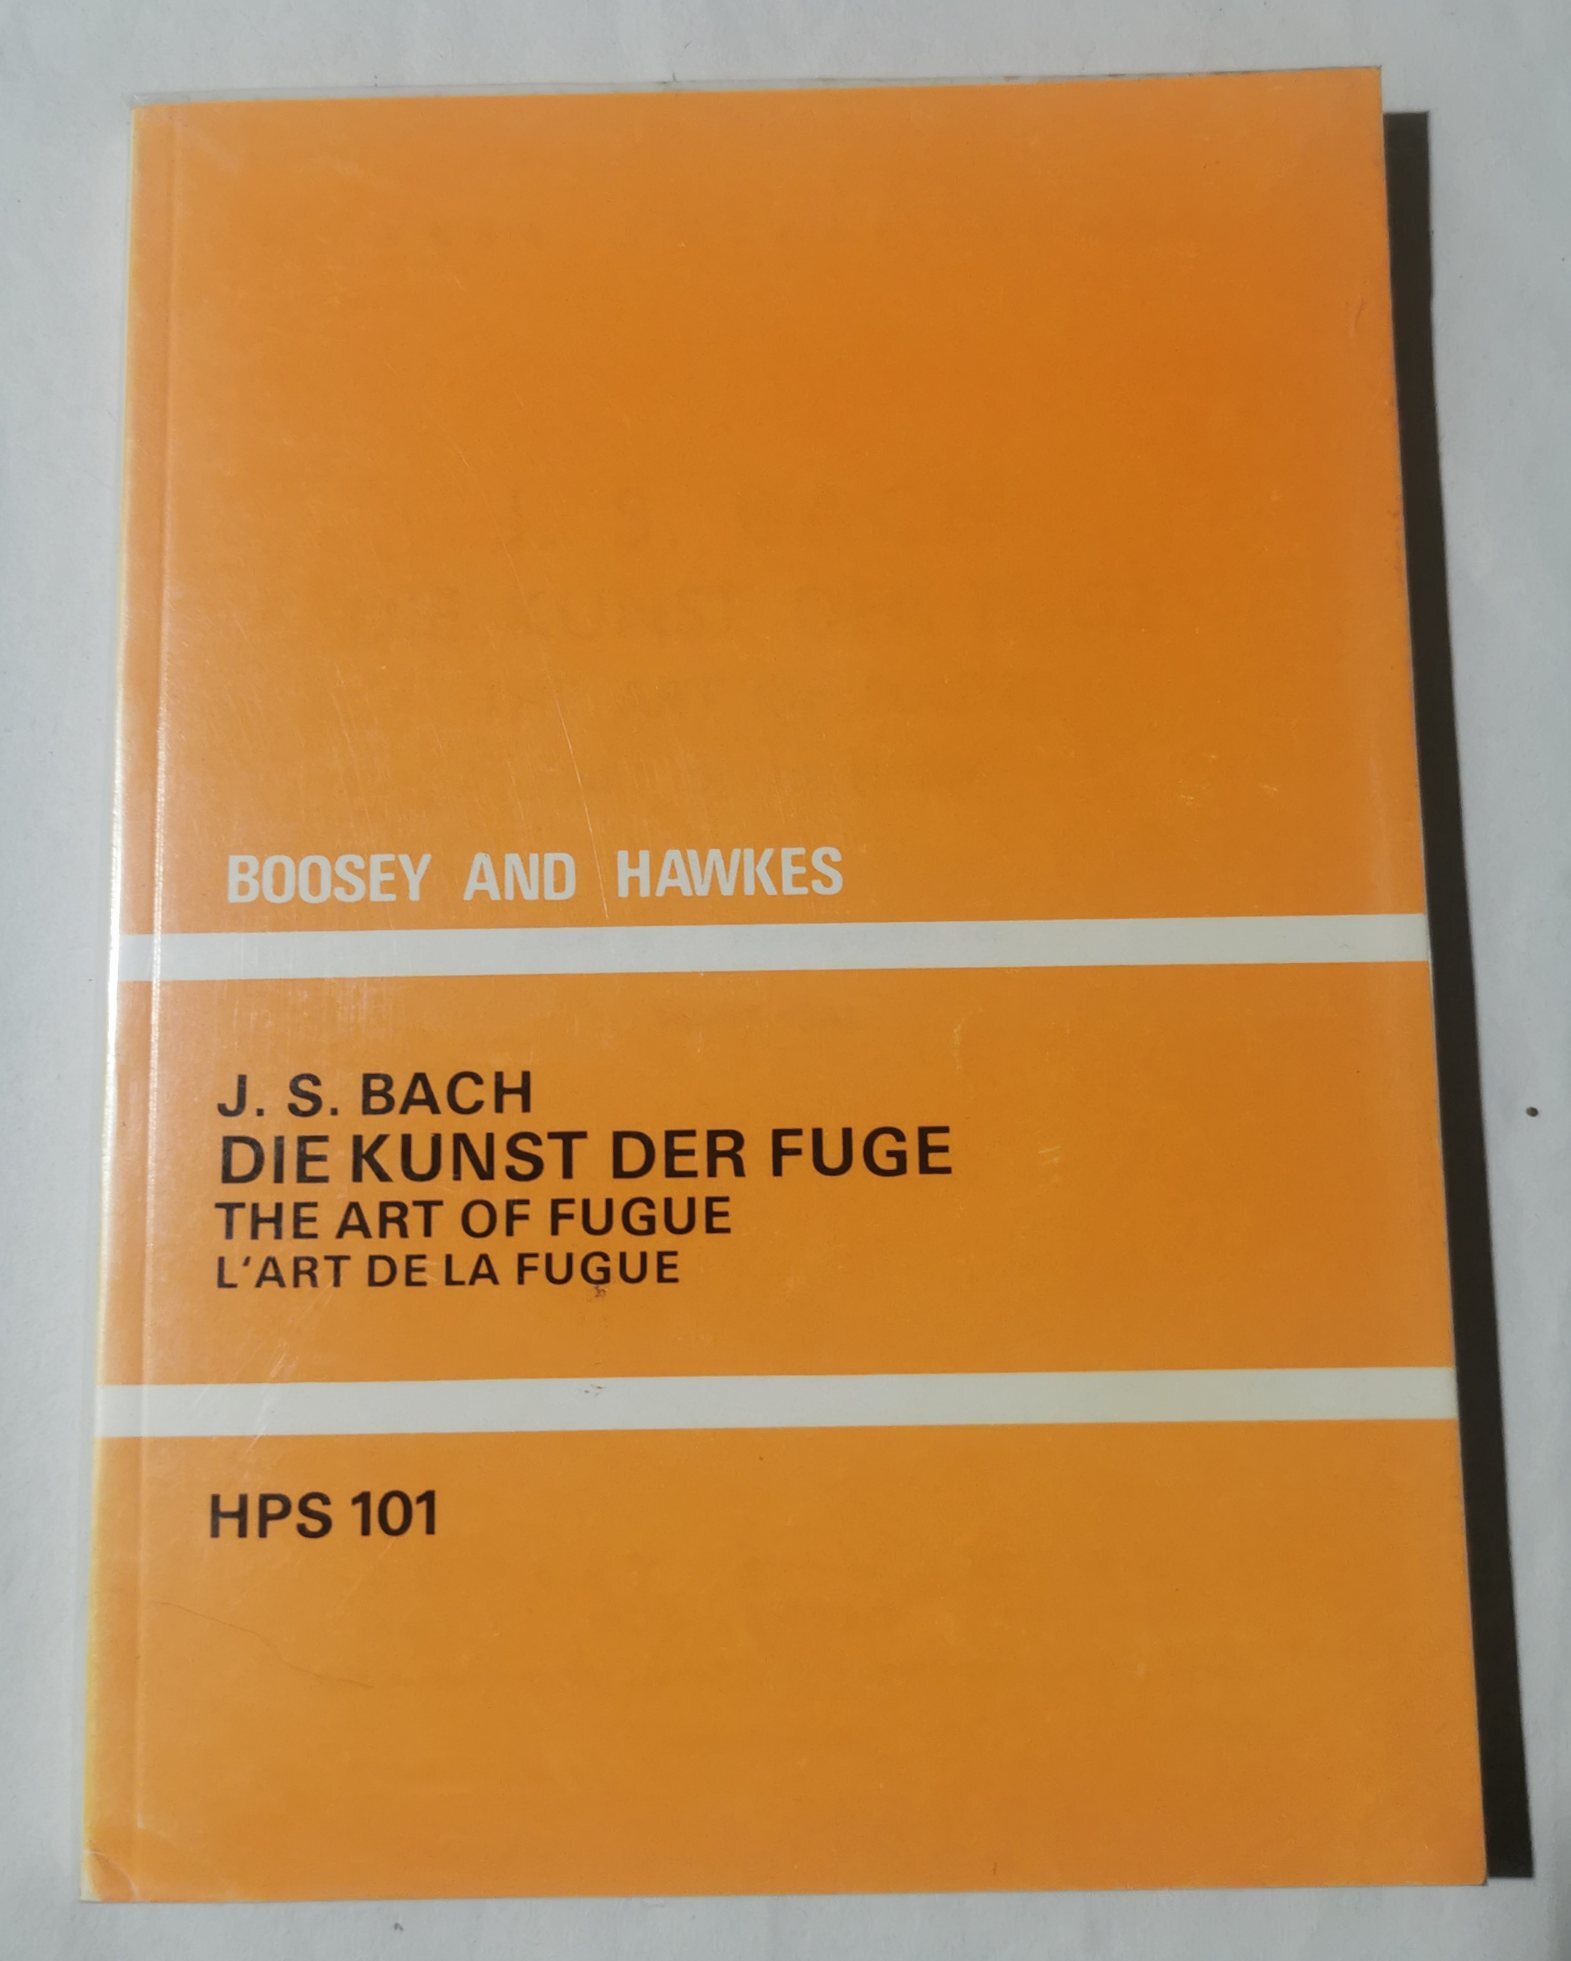 BOOSEY AND HAWKES
J. S. BACH
DIE KUNST DER FUGE
THE ART OF FUGUE
L'ART DE LA FUGUE
HPS 101